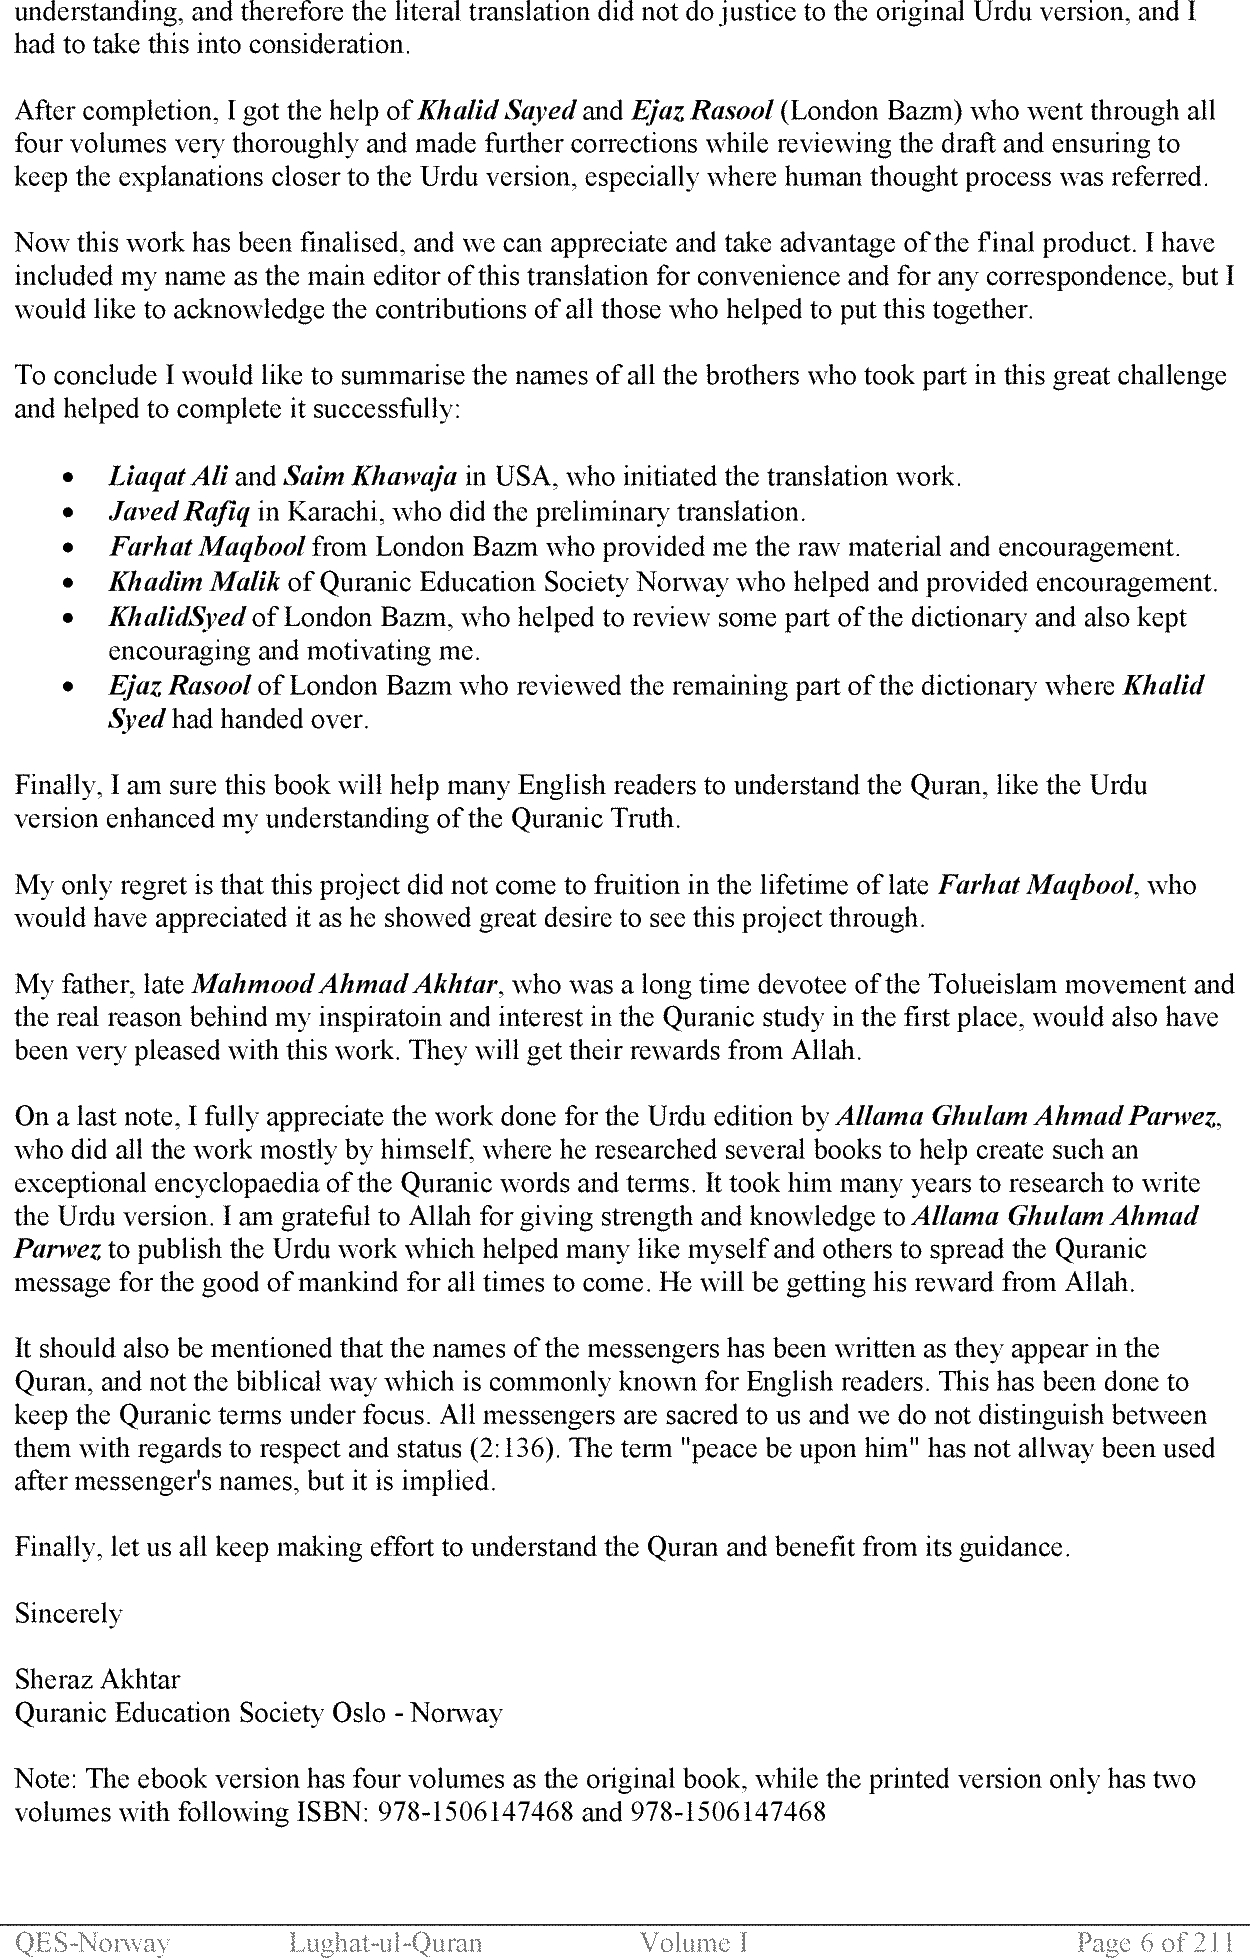 understanding, and therefore the literal translation did not do justice to the original Urdu version, and I
had to take this into consideration.
After completion, I got the help of Khalid Sayed and Ejaz Rasool (London Bazm) who went through all
four volumes very thoroughly and made further corrections while reviewing the draft and ensuring to
keep the explanations closer to the Urdu version, especially where human thought process was referred.
Now this work has been finalised, and we can appreciate and take advantage of the final product. I have
included my name as the main editor of this translation for convenience and for any correspondence, but I
would like to acknowledge the contributions of all those who helped to put this together.
To conclude I would like to summarise the names of all the brothers who took part in this great challenge
and helped to complete it successfully:
• Liaqat Ali and Saim Khawaja in USA, who initiated the translation work.
• Javed Rafiq in Karachi, who did the preliminary translation.
• Farhat Maqbool from London Bazm who provided me the raw material and encouragement.
• Khadim Malik of Quranic Education Society Norway who helped and provided encouragement.
• KhalidSyed of London Bazm, who helped to review some part of the dictionary and also kept
encouraging and motivating me.
• Ejaz Rasool of London Bazm who reviewed the remaining part of the dictionary where Khalid
Syed had handed over.
Finally, I am sure this book will help many English readers to understand the Quran, like the Urdu
version enhanced my understanding of the Quranic Truth.
My only regret is that this project did not come to fruition in the lifetime of late Farhat Maqbool, who
would have appreciated it as he showed great desire to see this project through.
My father, late Mahmood Ahmad Akhtar, who was a long time devotee of the Tolueislam movement and
the real reason behind my inspiratoin and interest in the Quranic study in the first place, would also have
been very pleased with this work. They will get their rewards from Allah.
On a last note, I fully appreciate the work done for the Urdu edition by Allama Ghulam Ahmad Parwez,
who did all the work mostly by himself, where he researched several books to help create such an
exceptional encyclopaedia of the Quranic words and terms. It took him many years to research to write
the Urdu version. I am grateful to Allah for giving strength and knowledge to Allama Ghulam Ahmad
Parwez to publish the Urdu work which helped many like myself and others to spread the Quranic
message for the good of mankind for all times to come. He will be getting his reward from Allah.
It should also be mentioned that the names of the messengers has been written as they appear in the
Quran, and not the biblical way which is commonly known for English readers. This has been done to
keep the Quranic terms under focus. All messengers are sacred to us and we do not distinguish between
them with regards to respect and status (2:136). The term "peace be upon him" has not allway been used
after messenger's names, but it is implied.
Finally, let us all keep making effort to understand the Quran and benefit from its guidance.
Sincerely
Sheraz Akhtar
Quranic Education Society Oslo - Norway
Note: The ebook version has four volumes as the original book, while the printed version only has two
volumes with following ISBN: 978-1506147468 and 978-1506147468
QES-Norway Lughat-ul-Quran Volume I Page 6 of 211